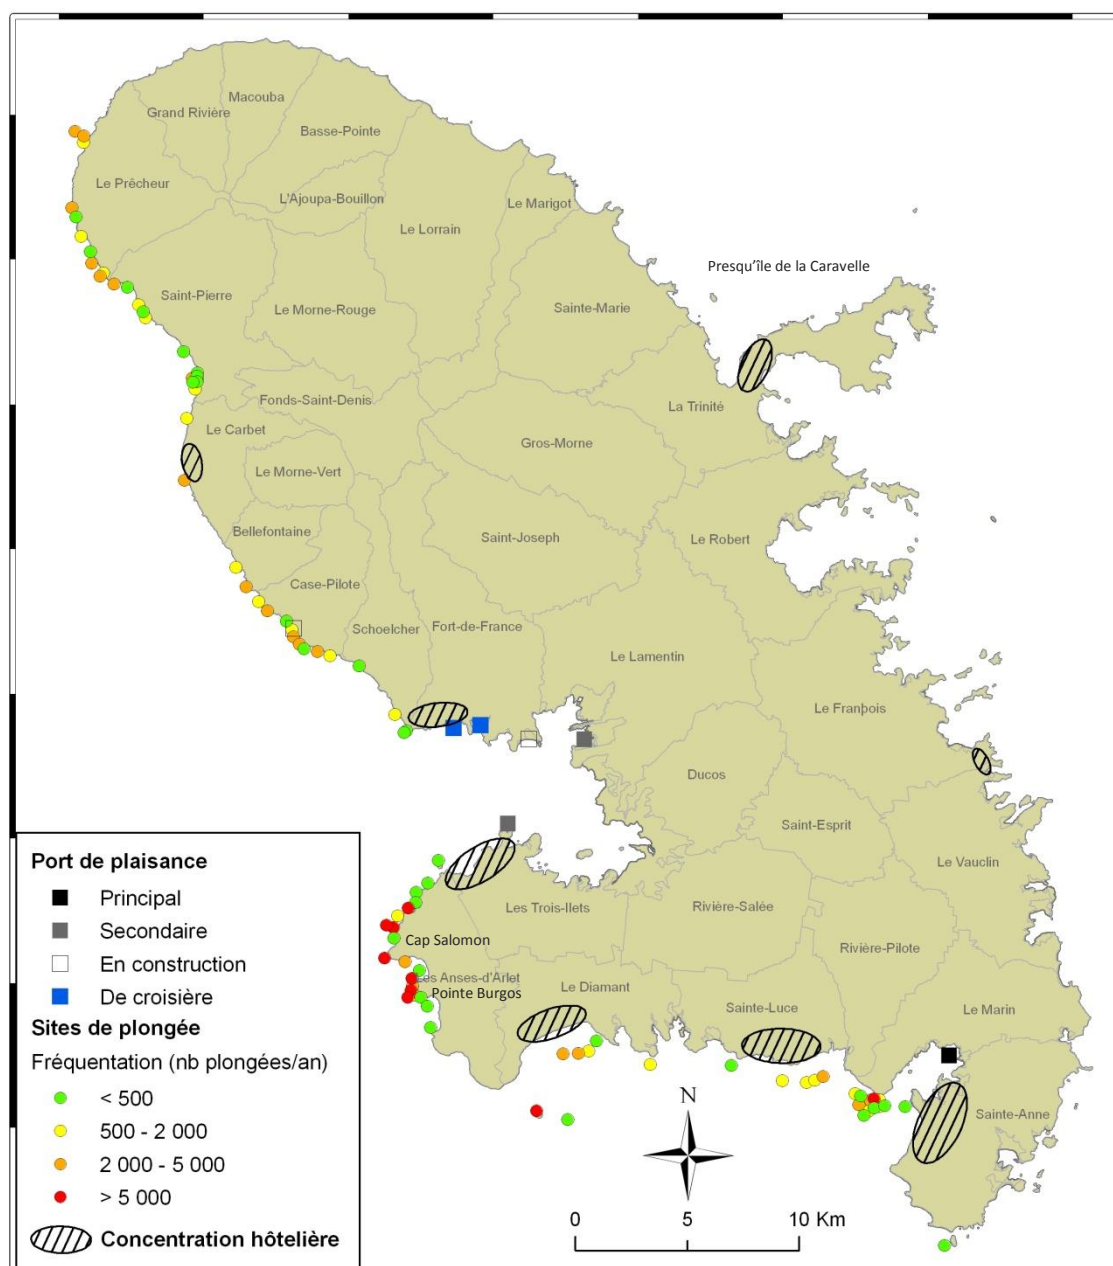 Macouba
Grand Rivière
Basse-Pointe
Le Prêcheur
L'Ajoupa-Bouillon
Le Marigot
Le Lorrain
Presqu'île de la Caravelle
Saint-Pierre
Le Morne-Rouge
Sainte-Marie
Fonds-Saint-Denis
La Trinité
Le Carbet
Gros-Morne
Le Morne-Vert
Bellefontaine
Saint-Joseph
Le Robert
Case-Pilote
Schoelcher
Fort-de-France
Le Lamentin
Le Franþois
Ducos
Saint-Esprit
Le Vauclin
Les Trois-Ilets
Rivière-Salée
Cap Salomon
Rivière-Pilote
Les Anses-d'Arlet
Pointe Burgos
Le Diamant
Sainte-Luce
Le Marin
Sainte-Anne
N
0 5 10 Km
Port de plaisance
Principal
Secondaire
En construction
De croisière
Sites de plongée
Fréquentation (nb plongées/an)
< 500
500 - 2 000
2 000 - 5 000
> 5 000
Concentration hôtelière